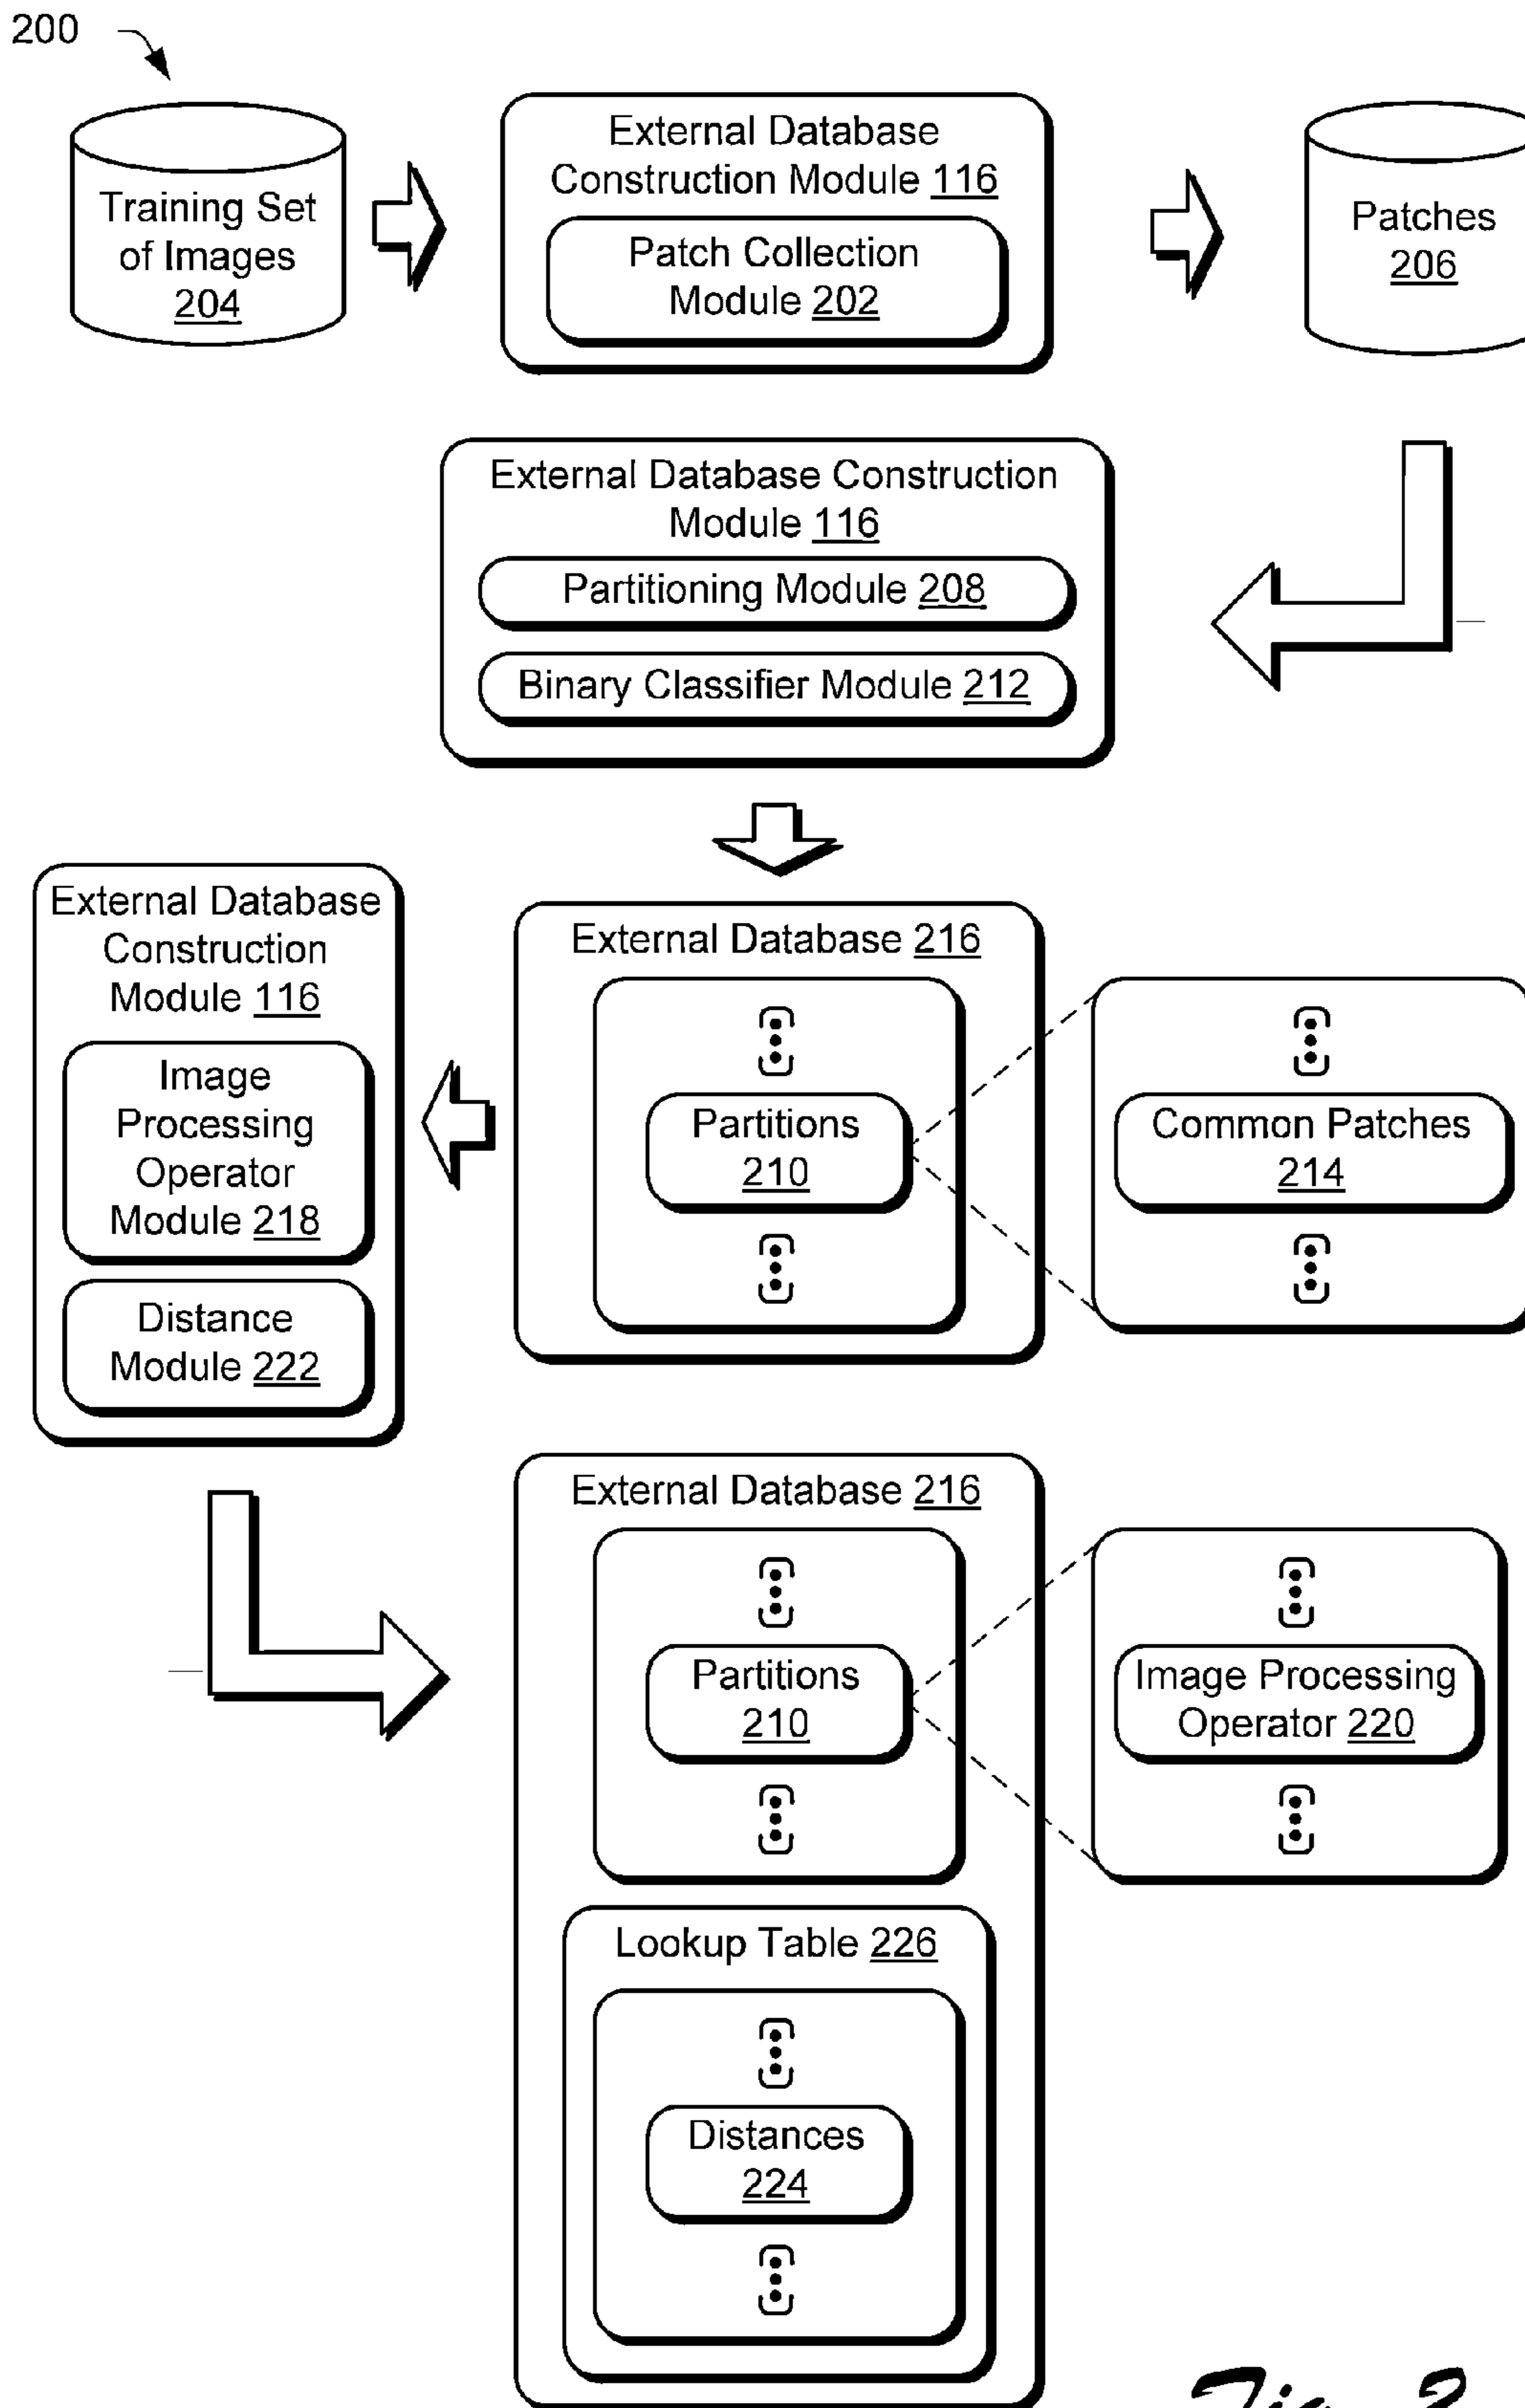 200
Training Set
of Images
204
External Database
Construction Module 116
Patch Collection
Module 202
Patches
206
External Database Construction
Module 116
Partitioning Module 208
Binary Classifier Module 212
External Database
Construction
Module 116
Image
Processing
Operator
Module 218
Distance
Module 222
External Database 216
Partitions
210
Common Patches
214
External Database 216
Partitions
210
Image Processing
Operator 220
Lookup Table 226
Distances
224
Fig. 2